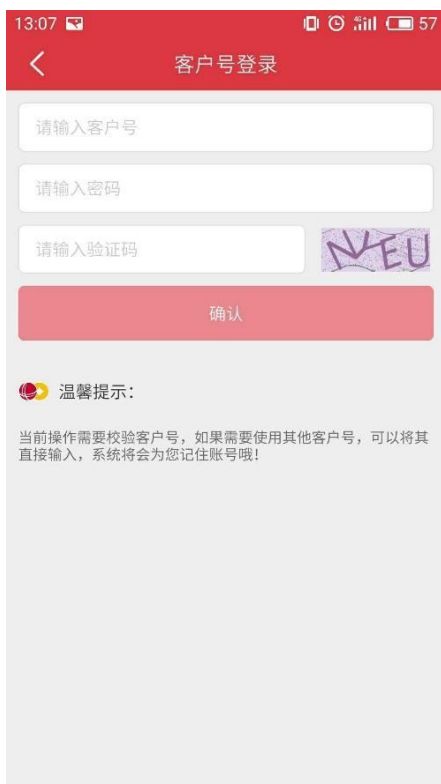 13:07 57
客户号登录
请输入客户号
请输入密码
请输入验证码 NLEU
确认
温馨提示：
当前操作需要校验客户号，如果需要使用其他客户号，可以将其
直接输入，系统将会为您记住账号哦！